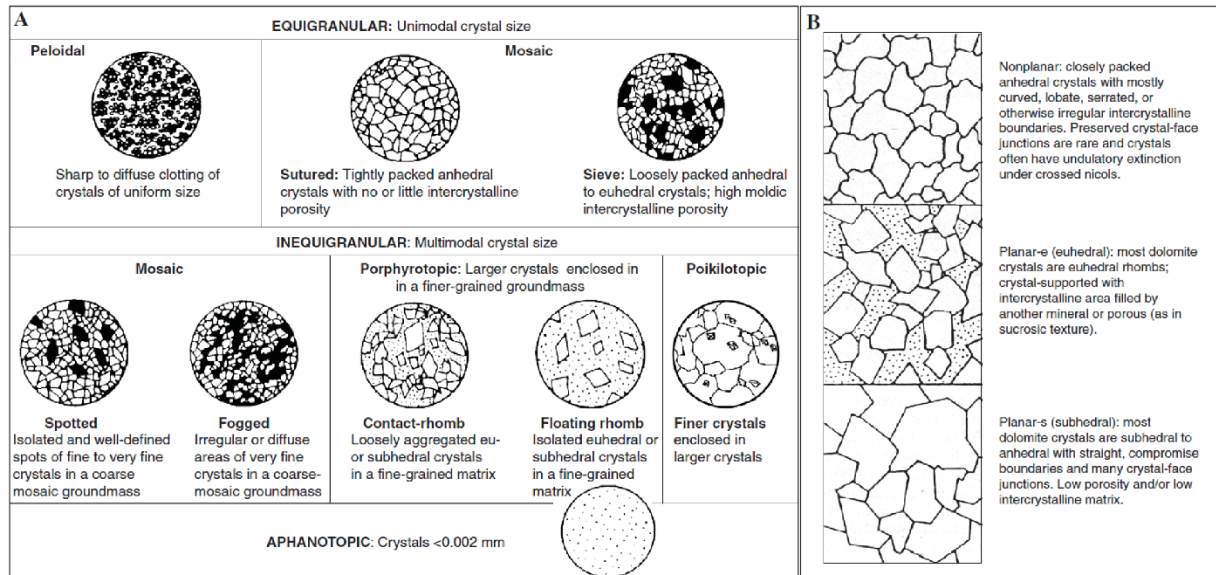 A
EQUIGRANULAR: Unimodal crystal size
Peloidal
Mosaic
Sharp to diffuse clotting of
crystals of uniform size
Sutured: Tightly packed anhedral
crystals with no or little intercrystalline
porosity
Sieve: Loosely packed anhedral
to euhedral crystals; high moldic
intercrystalline porosity
INEQUIGRANULAR: Multimodal crystal size
Mosaic
Porphyrotopic: Larger crystals enclosed in
in a finer-grained groundmass
Poikilotopic
Spotted
Isolated and well-defined
spots of fine to very fine
crystals in a coarse
mosaic groundmass
Fogged
Irregular or diffuse
areas of very fine
crystals in a coarse-
mosaic groundmass
Contact-rhomb
Loosely aggregated eu-
or subhedral crystals
in a fine-grained matrix
Floating rhomb
Isolated euhedral or
subhedral crystals
in a fine-grained
matrix
Finer crystals
enclosed in
larger crystals
APHANOTOPIC: Crystals <0.002 mm
B
Nonplanar: closely packed
anhedral crystals with mostly
curved, lobate, serrated, or
otherwise irregular intercrystalline
boundaries. Preserved crystal-face
junctions are rare and crystals
often have undulatory extinction
under crossed nicols.
Planar-e (euhedral): most dolomite
crystals are euhedral rhombs;
crystal-supported with
intercrystalline area filled by
another mineral or porous (as in
sucrosic texture).
Planar-s (subhedral): most
dolomite crystals are subhedral to
anhedral with straight, compromise
boundaries and many crystal-face
junctions. Low porosity and/or low
intercrystalline matrix.